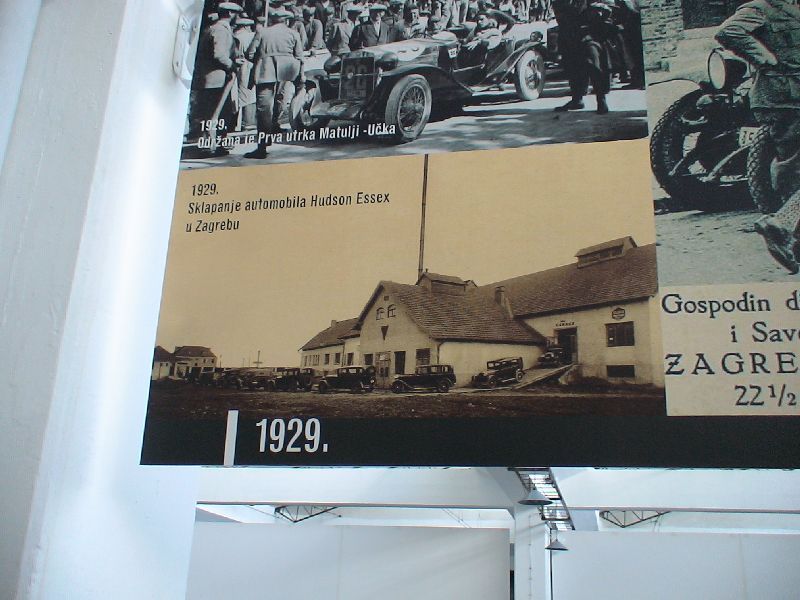 1929.
Održana je Prva utrka Matulji -Učka
1929.
Sklapanje automobila Hudson Essex
u Zagrebu
Gospodin
i
ZAGRE
22 1/2
1929.